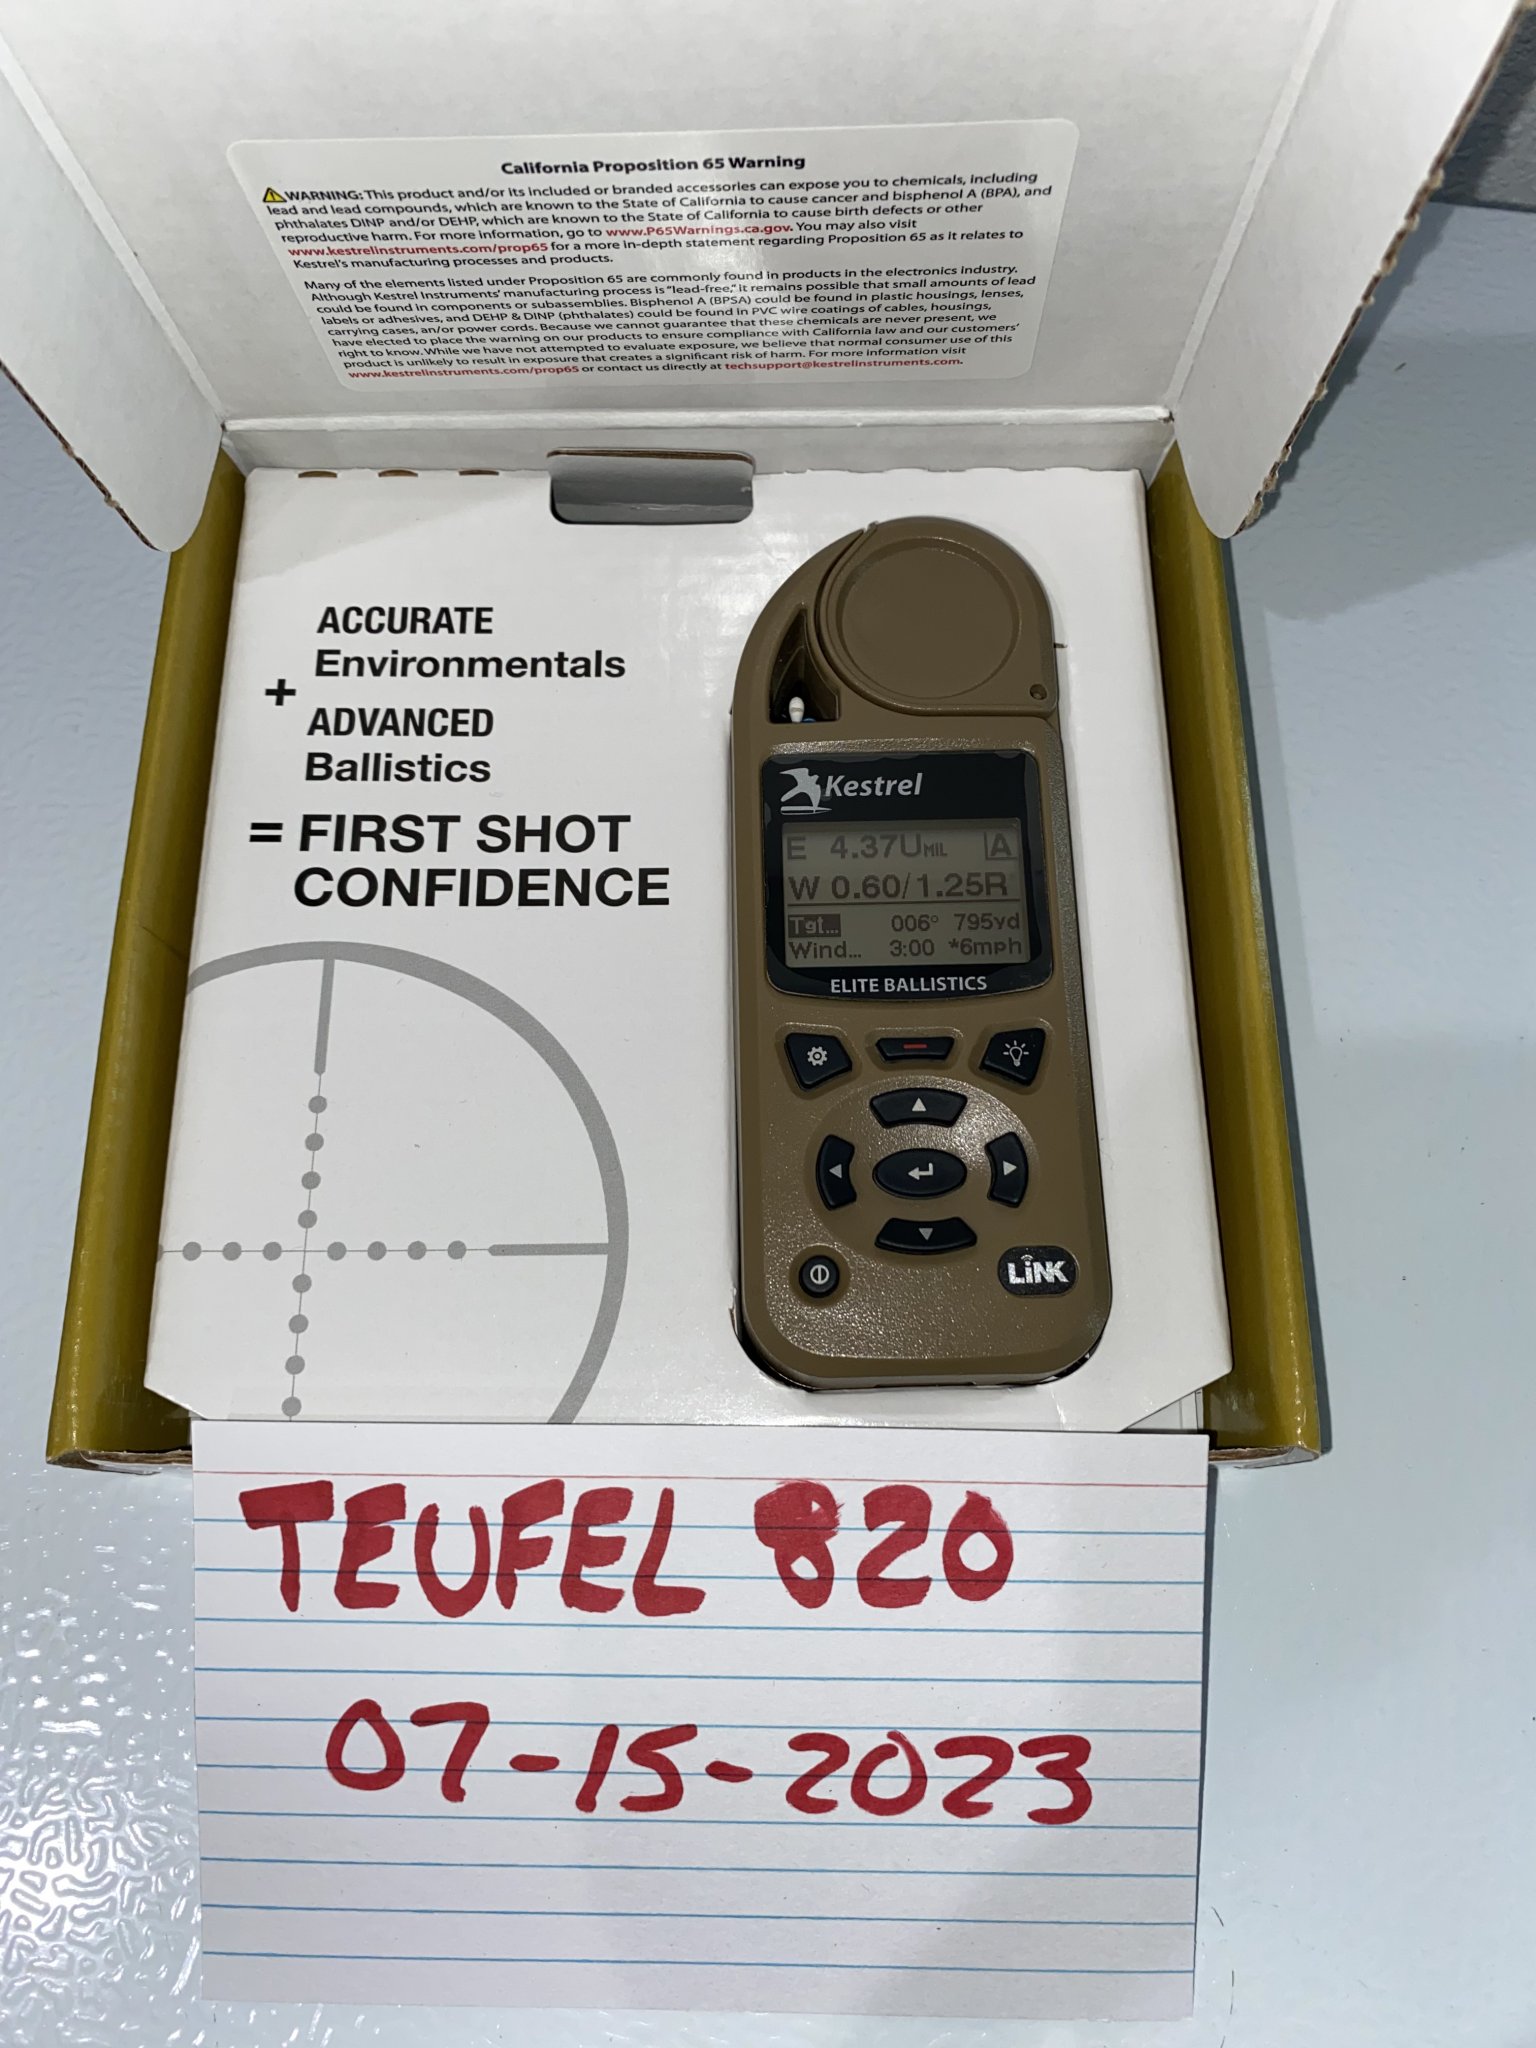 California Proposition 65 Warning
WARNING: This product and/or its included or branded accessories can expose you to chemicals, including
lead and lead compounds, which are known to the State of California to cause cancer and bisphenol A (BPA), and
phthalates DINP and/or DEHP, which are known to the State of California to cause birth defects or other
reproductive harm. For more information, go to www.P65Warnings.ca.gov. You may also visit
www.kestrelinstruments.com/prop65 for a more in-depth statement regarding Proposition 65 as it relates to
Kestrel's manufacturing processes and products.
Many of the elements listed under Proposition 65 are commonly found in products in the electronics industry.
Although Kestrel Instruments' manufacturing process is "lead-free," it remains possible that small amounts of lead
could be found in components or subassemblies. Bisphenol A (BPSA) could be found in plastic housings, lenses,
labels or adhesives, and DEHP & DINP (phthalates) could be found in PVC wire coatings of cables, housings,
carrying cases, an/or power cords. Because we cannot guarantee that these chemicals are never present, we
have elected to place the warning on our products to ensure compliance with California law and our customers'
right to know. While we have not attempted to evaluate exposure, we believe that normal consumer use of this
product is unlikely to result in exposure that creates a significant risk of harm. For more information visit
www.kestrelinstruments.com/prop65 or contact us directly at techsupport@kestrelinstruments.com.
ACCURATE
Environmentals
+
ADVANCED
Ballistics
= FIRST SHOT
CONFIDENCE
Kestrel
E 4.37UMIL A
W 0.60/1.25R
Tgt... 006° 795yd
Wind... 3:00 *6mph
ELITE BALLISTICS
LiNK
TEUFEL 820
07-15-2023